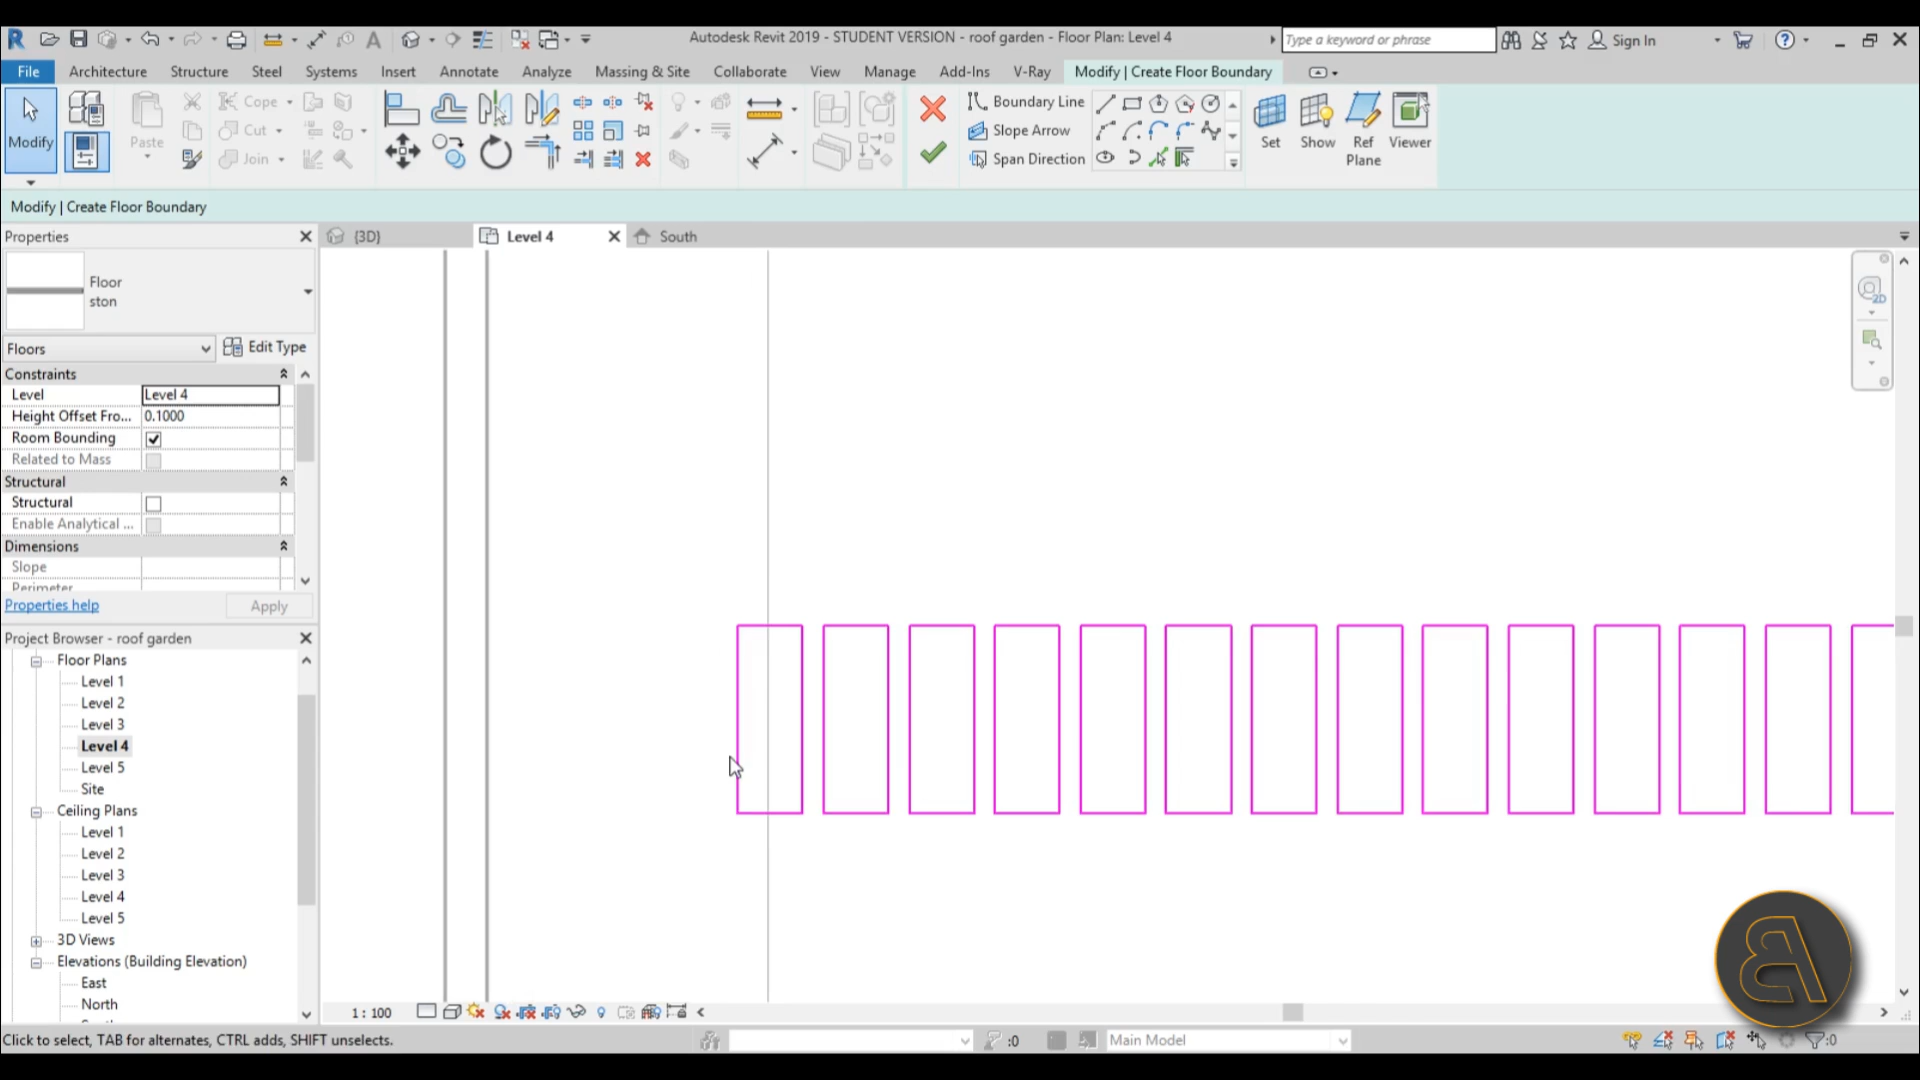 Autodesk Revit 2019 - STUDENT VERSION - roof garden - Floor Plan: Level 4
Type a keyword or phrase
Sign In
File Architecture Structure Steel Systems Insert Annotate Analyze Massing & Site Collaborate View Manage Add-Ins V-Ray Modify | Create Floor Boundary
Modify
Paste
Cope
Cut
Join
Boundary Line
Slope Arrow
Span Direction
Set
Show
Ref Plane
Viewer
Modify | Create Floor Boundary
Properties
{3D}
Level 4
South
2D
Floor
ston
Floors
Edit Type
Constraints
Level Level 4
Height Offset Fro... 0.1000
Room Bounding
Related to Mass
Structural
Structural
Enable Analytical ...
Dimensions
Slope
Perimeter
Properties help
Apply
Project Browser - roof garden
Floor Plans
Level 1
Level 2
Level 3
Level 4
Level 5
Site
Ceiling Plans
Level 1
Level 2
Level 3
Level 4
Level 5
3D Views
Elevations (Building Elevation)
East
North
1 : 100
Click to select, TAB for alternates, CTRL adds, SHIFT unselects.
:0
Main Model
:0